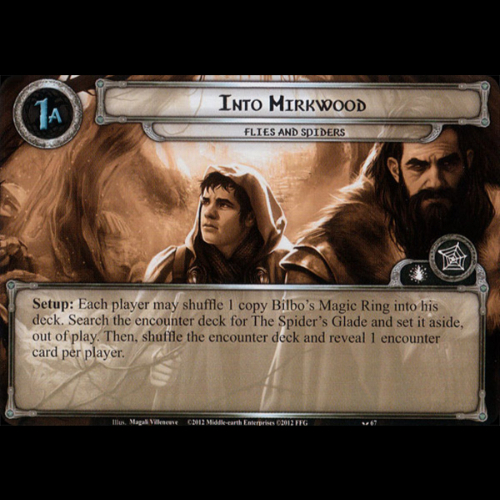 1A
INTO MIRKWOOD
FLIES AND SPIDERS
Setup: Each player may shuffle 1 copy Bilbo's Magic Ring into his
deck. Search the encounter deck for The Spider's Glade and set it aside,
out of play. Then, shuffle the encounter deck and reveal 1 encounter
card per player.
Illus. Magali Villeneuve ©2012 Middle-earth Enterprises ©2012 FFG 67